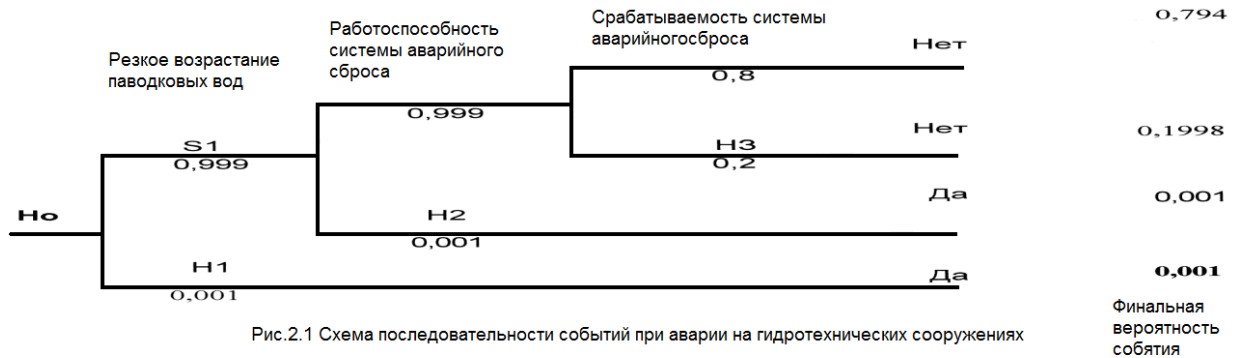 Резкое возрастание
паводковых вод
Работоспособность
системы аварийного
сброса
Срабатываемость системы
аварийногосброса
0,794
Нет
0,8
0,999
Нет
0,1998
S1
H3
0,999
0,2
Да
0,001
Но
H2
0,001
H1
Да
0,001
0,001
Рис.2.1 Схема последовательности событий при аварии на гидротехнических сооружениях
Финальная
вероятность
собятия